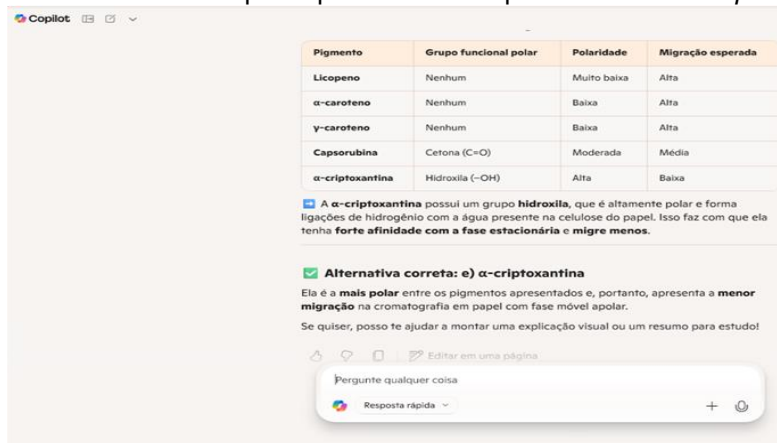 Copilot
Pigmento Grupo funcional polar Polaridade Migração esperada
Licopeno Nenhum Muito baixa Alta
α-caroteno Nenhum Baixa Alta
γ-caroteno Nenhum Baixa Alta
Capsorubina Cetona (C=O) Moderada Média
α-criptoxantina Hidroxila (–OH) Alta Baixa
➡️ A α-criptoxantina possui um grupo hidroxila, que é altamente polar e forma
ligações de hidrogênio com a água presente na celulose do papel. Isso faz com que ela
tenha forte afinidade com a fase estacionária e migre menos.
✅ Alternativa correta: e) α-criptoxantina
Ela é a mais polar entre os pigmentos apresentados e, portanto, apresenta a menor
migração na cromatografia em papel com fase móvel apolar.
Se quiser, posso te ajudar a montar uma explicação visual ou um resumo para estudo!
Editar em uma página
Pergunte qualquer coisa
Resposta rápida